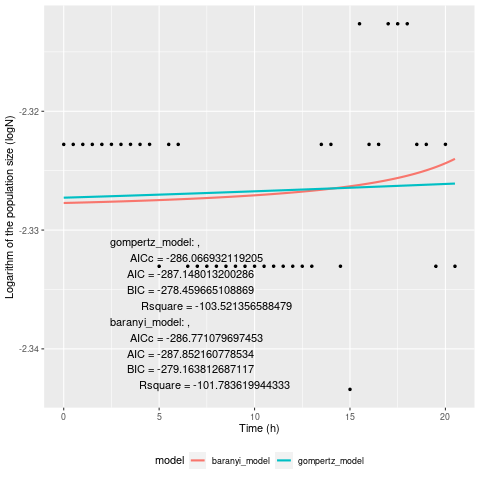 -2.32
-2.33
-2.34
Logarithm of the population size (logN)
gompertz_model: ,
AICc = -286.066932119205
AIC = -287.148013200286
BIC = -278.459665108869
Rsquare = -103.521356588479
baranyi_model: ,
AICc = -286.771079697453
AIC = -287.852160778534
BIC = -279.163812687117
Rsquare = -101.783619944333
0 5 10 15 20
Time (h)
model baranyi_model gompertz_model